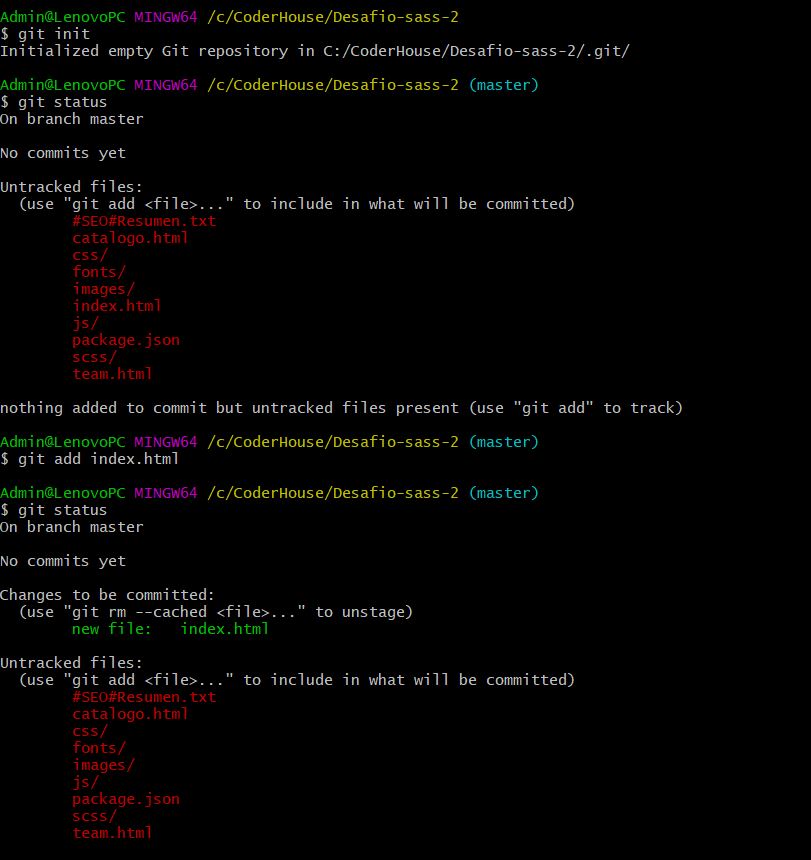 Admin@LenovoPC MINGW64 /c/CoderHouse/Desafio-sass-2
$ git init
Initialized empty Git repository in C:/CoderHouse/Desafio-sass-2/.git/
Admin@LenovoPC MINGW64 /c/CoderHouse/Desafio-sass-2 (master)
$ git status
On branch master
No commits yet
Untracked files:
  (use "git add <file>..." to include in what will be committed)
        #SEO#Resumen.txt
        catalogo.html
        css/
        fonts/
        images/
        index.html
        js/
        package.json
        scss/
        team.html
nothing added to commit but untracked files present (use "git add" to track)
Admin@LenovoPC MINGW64 /c/CoderHouse/Desafio-sass-2 (master)
$ git add index.html
Admin@LenovoPC MINGW64 /c/CoderHouse/Desafio-sass-2 (master)
$ git status
On branch master
No commits yet
Changes to be committed:
  (use "git rm --cached <file>..." to unstage)
        new file:   index.html
Untracked files:
  (use "git add <file>..." to include in what will be committed)
        #SEO#Resumen.txt
        catalogo.html
        css/
        fonts/
        images/
        js/
        package.json
        scss/
        team.html